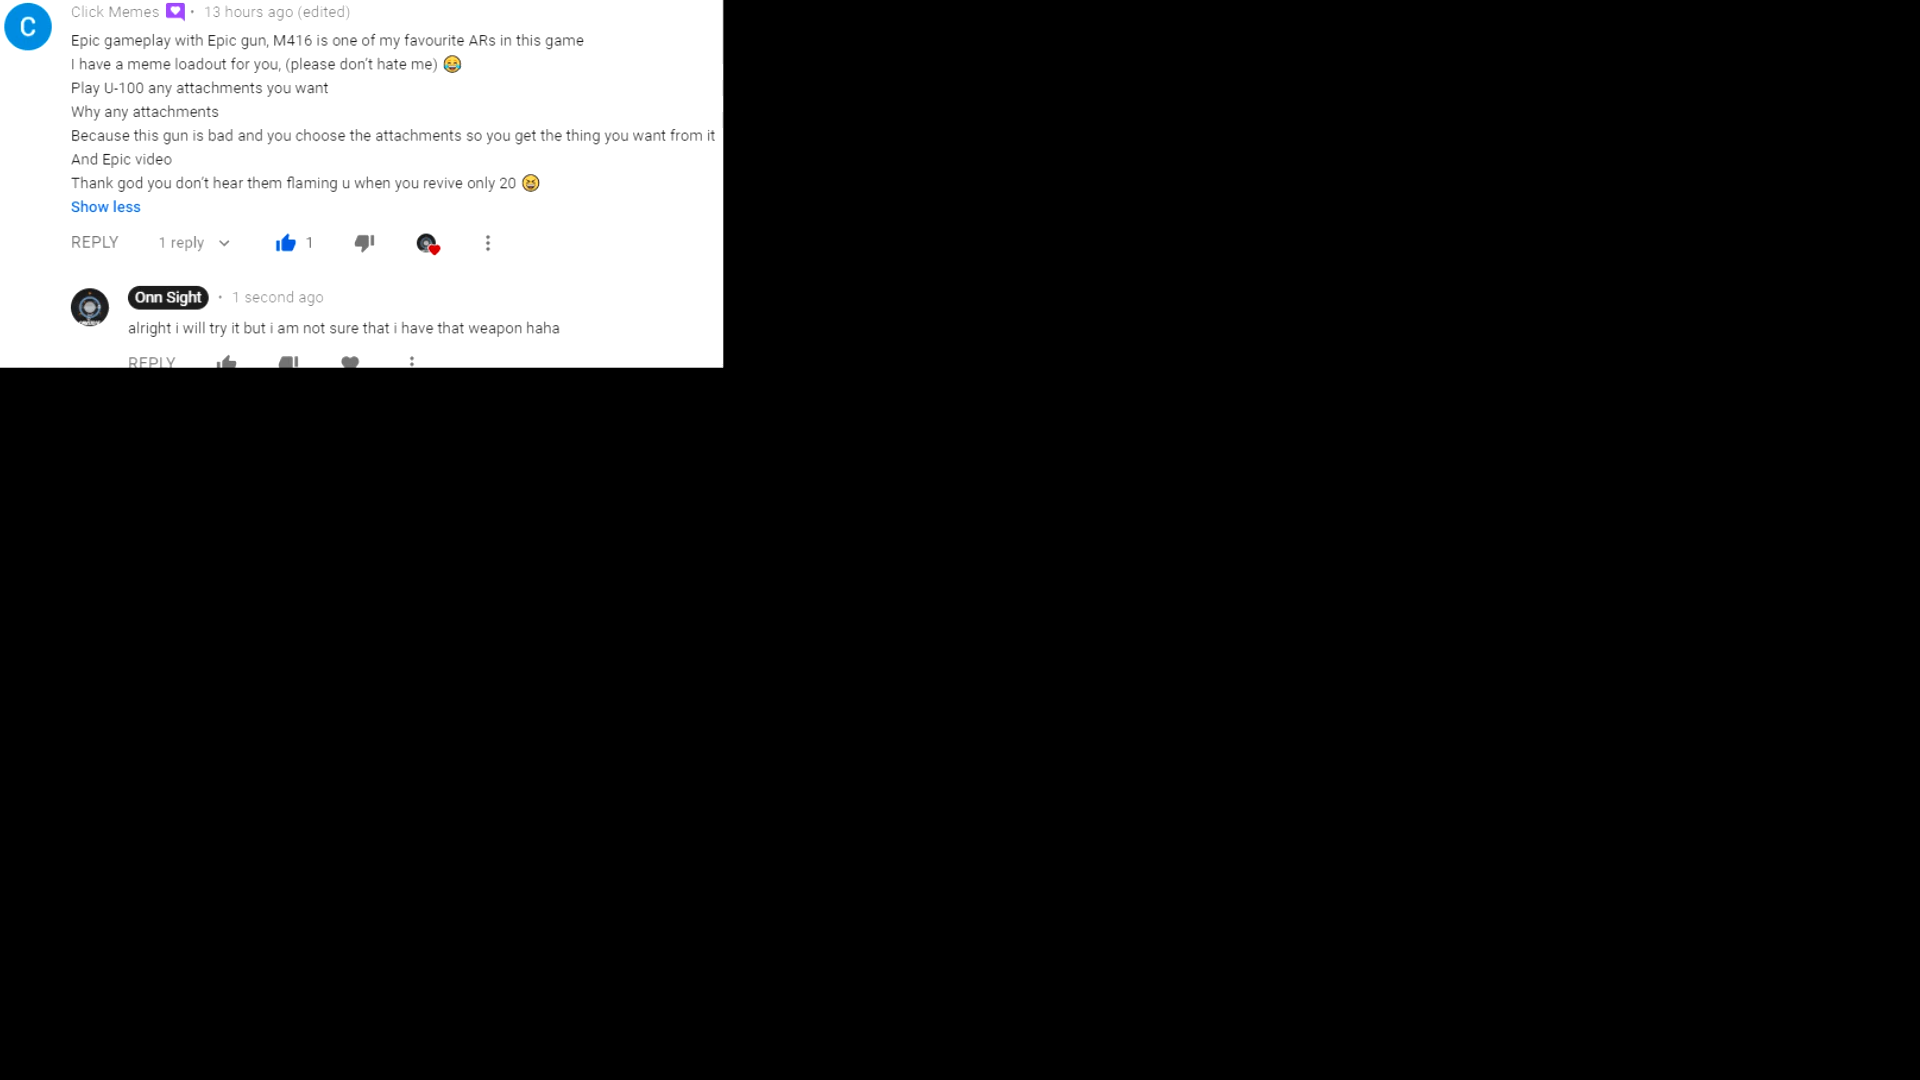 C
Click Memes • 13 hours ago (edited)
Epic gameplay with Epic gun, M416 is one of my favourite ARs in this game
I have a meme loadout for you, (please don't hate me) 😂
Play U-100 any attachments you want
Why any attachments
Because this gun is bad and you choose the attachments so you get the thing you want from it
And Epic video
Thank god you don't hear them flaming u when you revive only 20 😆
Show less
REPLY 1 reply 1
Onn Sight • 1 second ago
alright i will try it but i am not sure that i have that weapon haha
REPLY